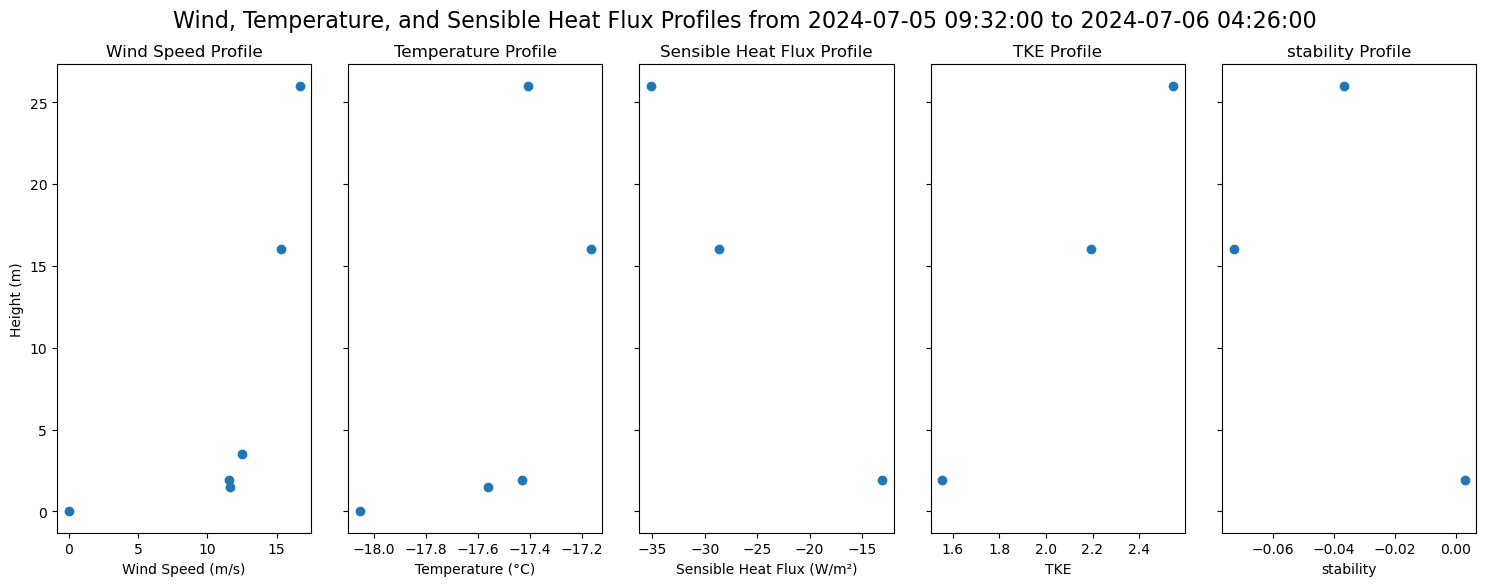 Wind, Temperature, and Sensible Heat Flux Profiles from 2024-07-05 09:32:00 to 2024-07-06 04:26:00
Wind Speed Profile
Temperature Profile
Sensible Heat Flux Profile
TKE Profile
stability Profile
25
20
15
10
5
0
Height (m)
0 5 10 15
−18.0 −17.8 −17.6 −17.4 −17.2
−35 −30 −25 −20 −15
1.6 1.8 2.0 2.2 2.4
−0.06 −0.04 −0.02 0.00
Wind Speed (m/s)
Temperature (°C)
Sensible Heat Flux (W/m²)
TKE
stability